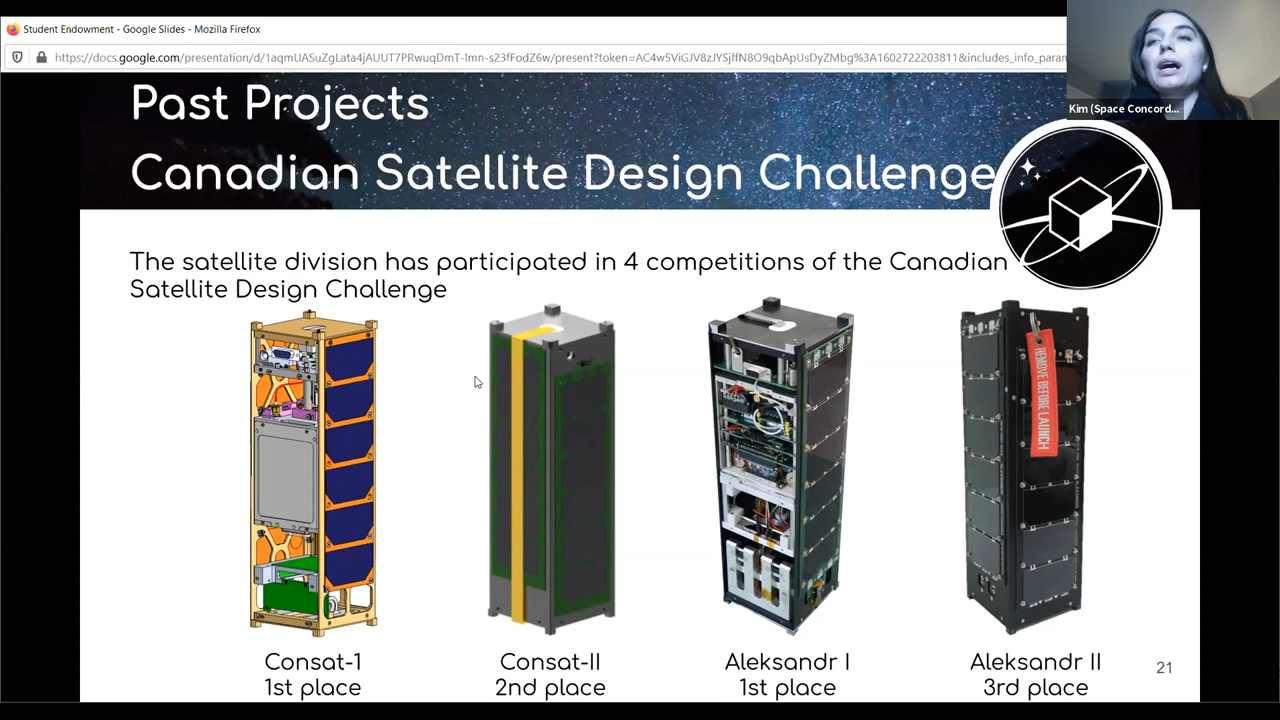 Student Endowment - Google Slides - Mozilla Firefox
https://docs.google.com/presentation/d/1aqmUASuZgLata4jAUUT7PRwuqDmT-lmn-s23fFodZ6w/present?token=AC4w5ViGJV8zJYSjffN8O9qbApUsDyZMbg%3A1602722203811&includes_info_param
Kim (Space Concord...
Past Projects
Canadian Satellite Design Challenge
The satellite division has participated in 4 competitions of the Canadian
Satellite Design Challenge
REMOVE BEFORE LAUNCH
Consat-1
1st place
Consat-II
2nd place
Aleksandr I
1st place
Aleksandr II
3rd place
21